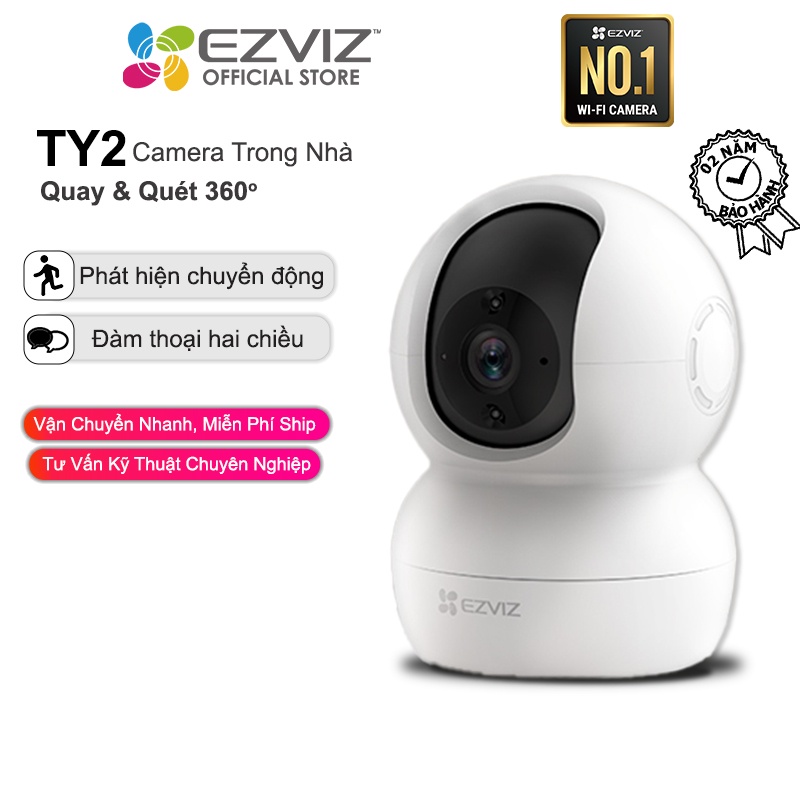 EZVIZ™
OFFICIAL STORE
EZVIZ
NO.1
WI-FI CAMERA
TY2 Camera Trong Nhà
Quay & Quét 360º
02 NĂM
BẢO HÀNH
Phát hiện chuyển động
Đàm thoại hai chiều
Vận Chuyển Nhanh, Miễn Phí Ship
Tư Vấn Kỹ Thuật Chuyên Nghiệp
EZVIZ